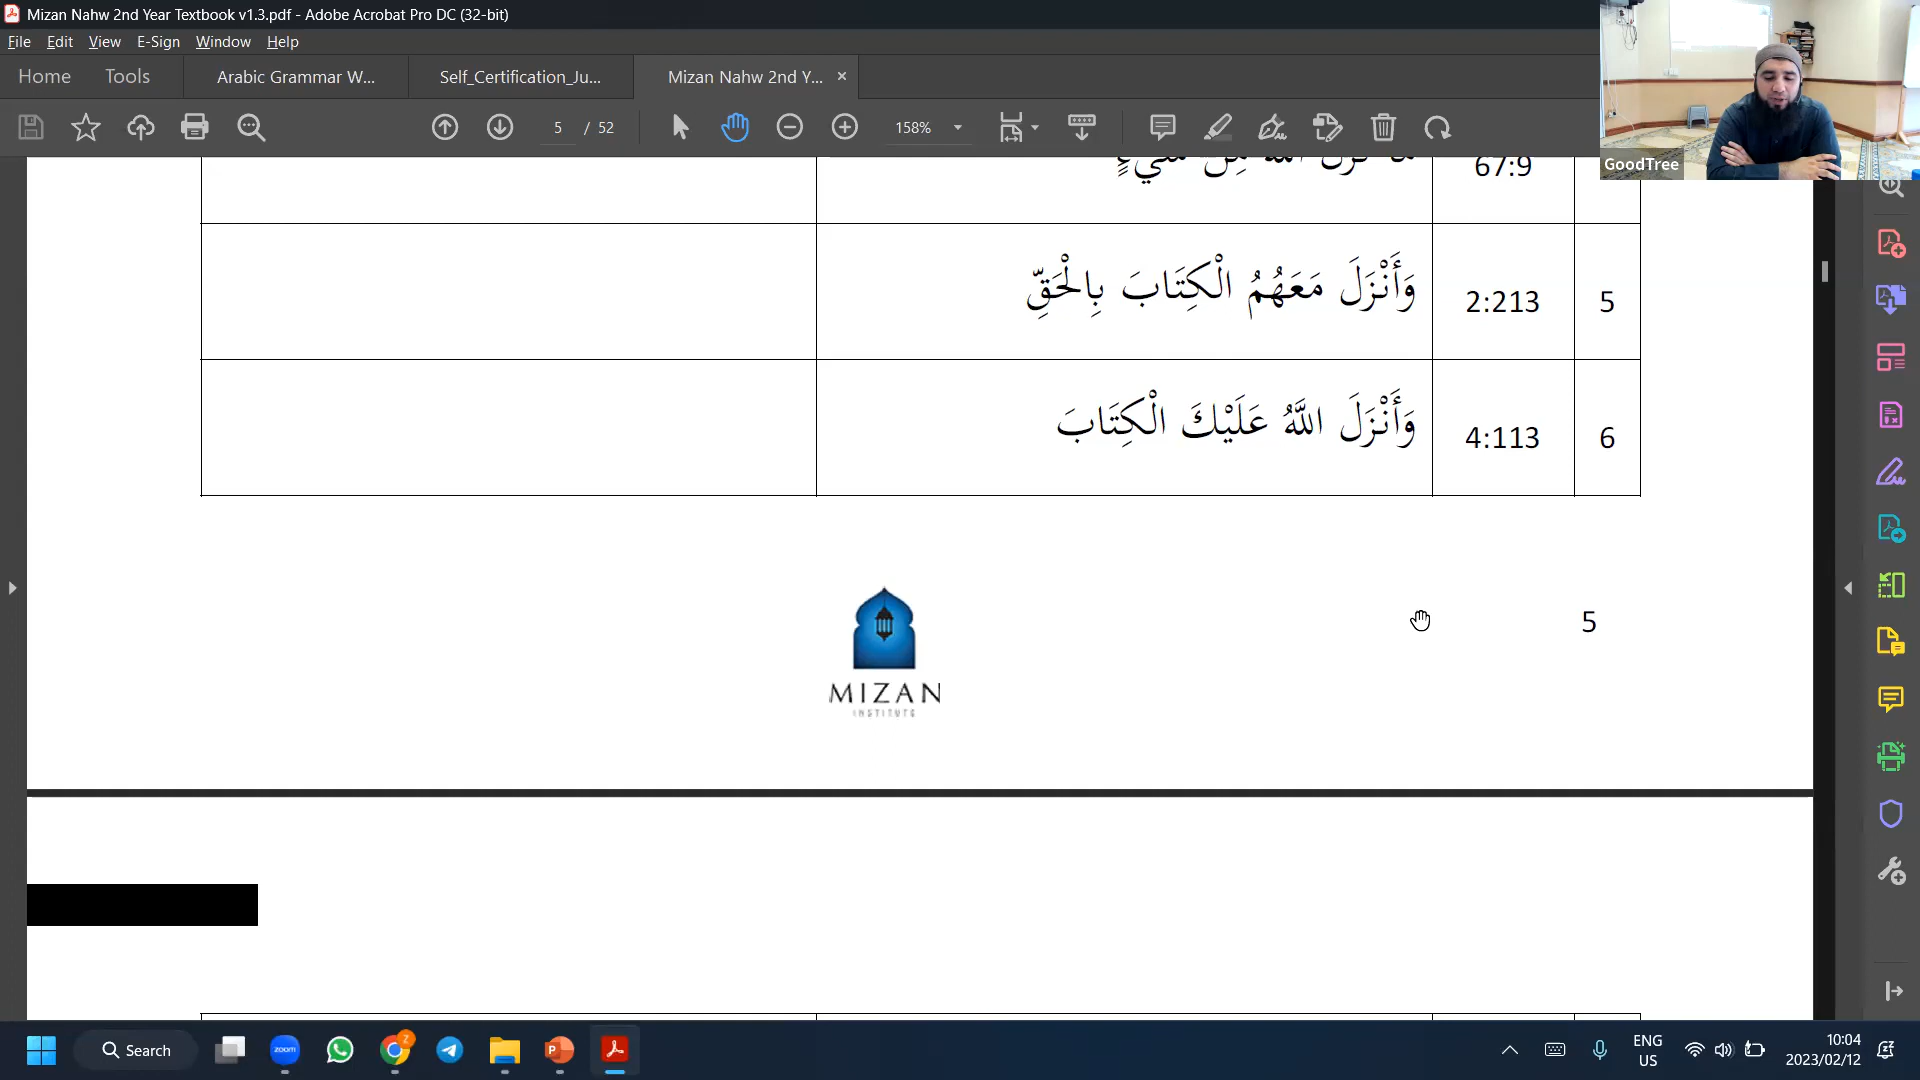 Mizan Nahw 2nd Year Textbook v1.3.pdf - Adobe Acrobat Pro DC (32-bit)
File Edit View E-Sign Window Help
Home Tools Arabic Grammar W... Self_Certification_Ju... Mizan Nahw 2nd Y... ×
5 / 52 158%
GoodTree
67:9
وَأَنْزَلَ مَعَهُمُ الْكِتَابَ بِالْحَقِّ 2:213 5
وَأَنْزَلَ اللَّهُ عَلَيْكَ الْكِتَابَ 4:113 6
5
MIZAN
INSTITUTE
Search
zoom
Z
ENG
US
10:04
2023/02/12